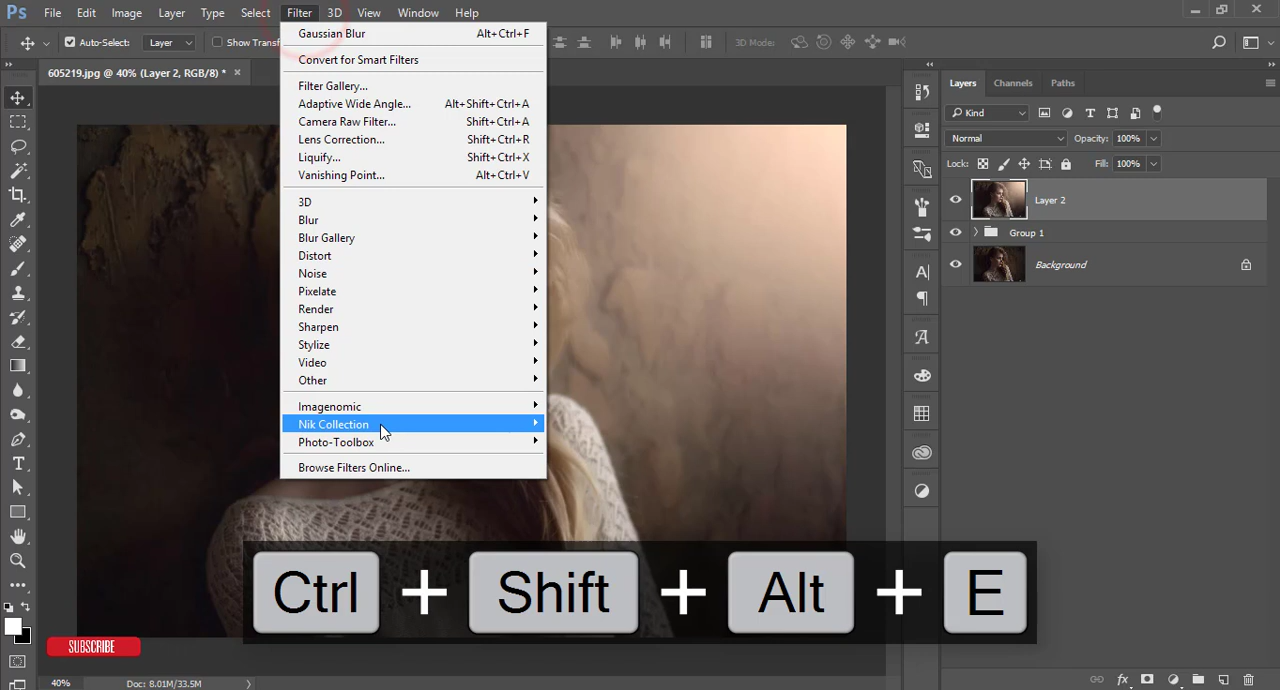 Ps File Edit Image Layer Type Select Filter 3D View Window Help
Auto-Select: Layer Show Transf 3D Mode:
605219.jpg @ 40% (Layer 2, RGB/8) * ×
Gaussian Blur Alt+Ctrl+F
Convert for Smart Filters
Filter Gallery...
Adaptive Wide Angle... Alt+Shift+Ctrl+A
Camera Raw Filter... Shift+Ctrl+A
Lens Correction... Shift+Ctrl+R
Liquify... Shift+Ctrl+X
Vanishing Point... Alt+Ctrl+V
3D
Blur
Blur Gallery
Distort
Noise
Pixelate
Render
Sharpen
Stylize
Video
Other
Imagenomic
Nik Collection
Photo-Toolbox
Browse Filters Online...
Layers Channels Paths
Kind
Normal Opacity: 100%
Lock: Fill: 100%
Layer 2
Group 1
Background
Ctrl + Shift + Alt + E
SUBSCRIBE
40% Doc: 8.01M/33.5M